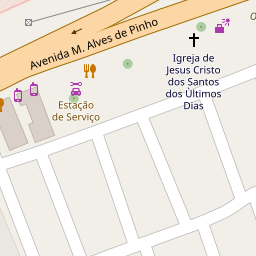 Avenida M. Alves de Pinho
Igreja de
Jesus Cristo
dos Santos
dos Últimos
Dias
Estação
de Serviço